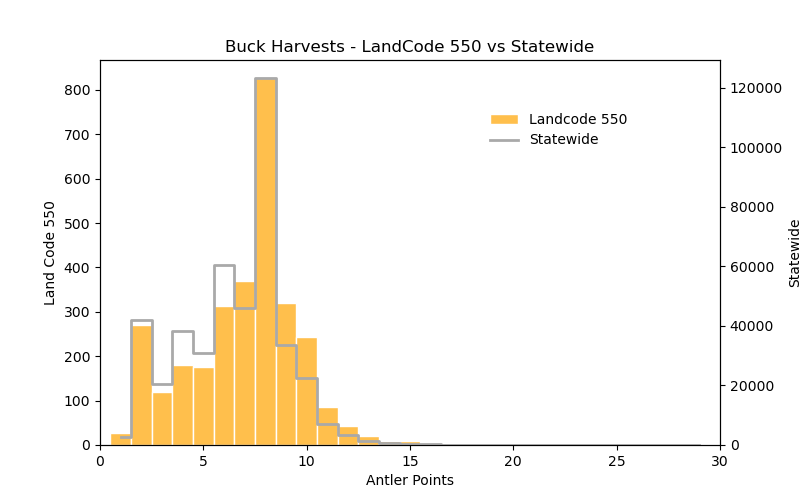 Buck Harvests - LandCode 550 vs Statewide
Landcode 550
Statewide
Land Code 550
800
700
600
500
400
300
200
100
0
120000
100000
80000
60000
40000
20000
0
Statewide
0 5 10 15 20 25 30
Antler Points